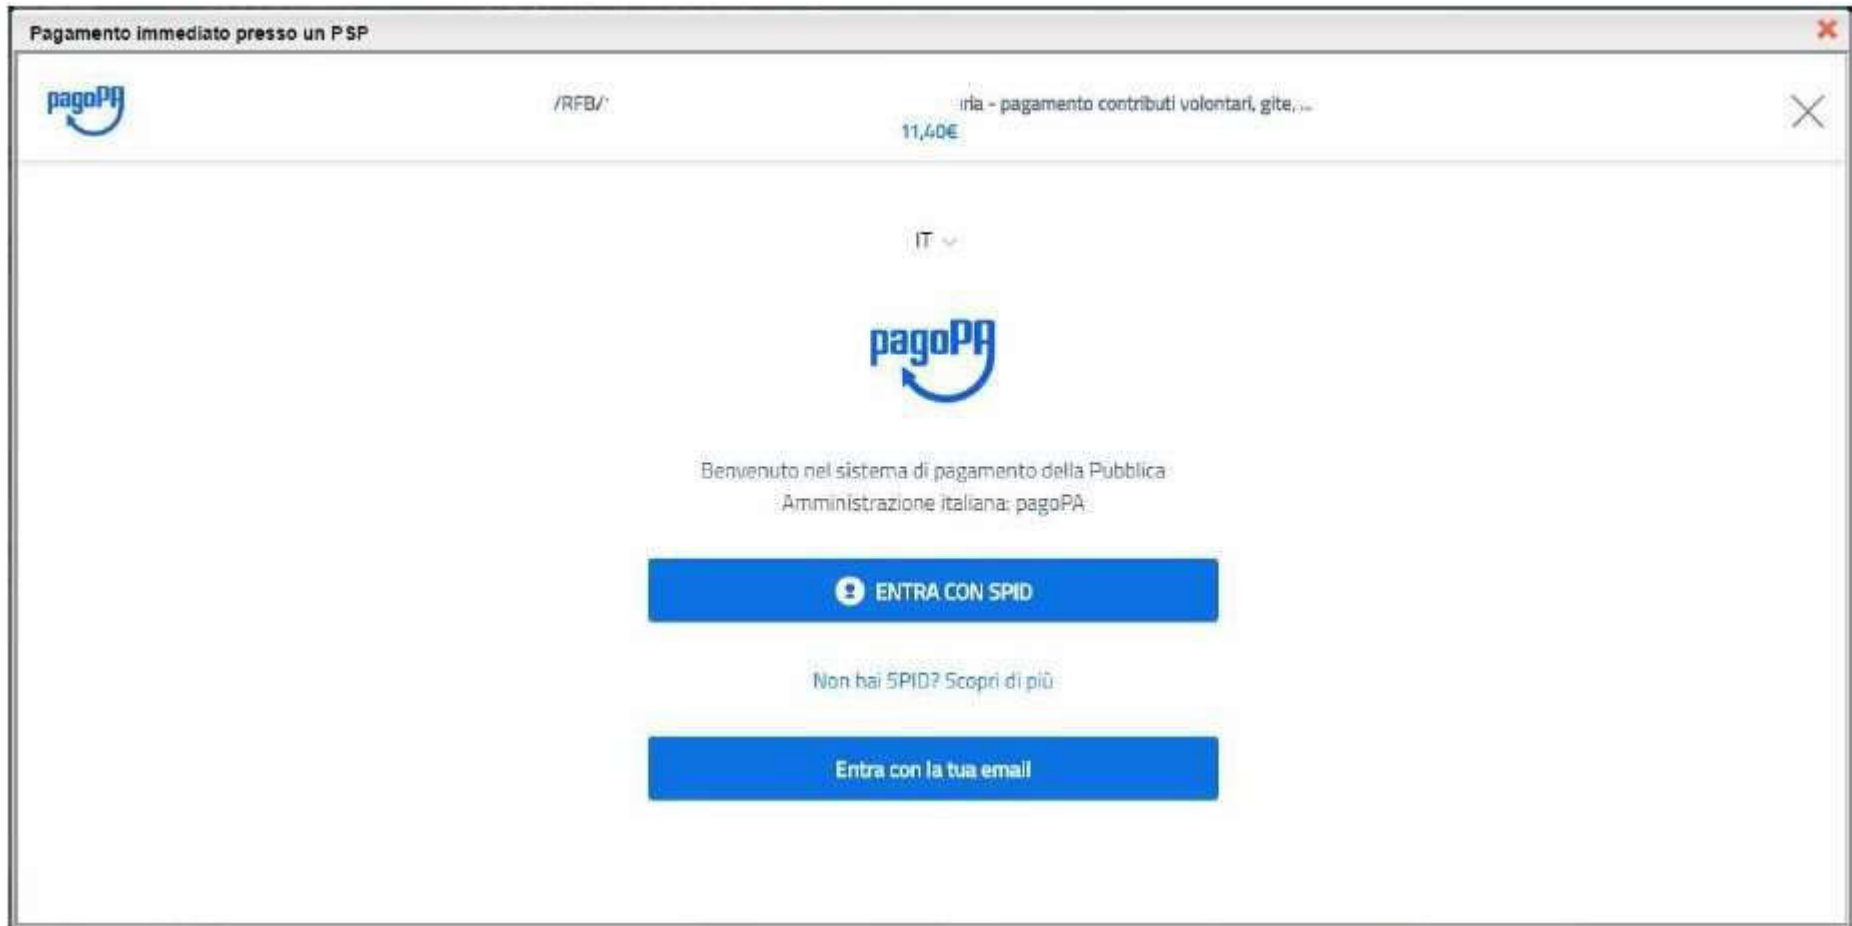 Pagamento immediato presso un PSP
pagoPA
/RFB/
- pagamento contributi volontari, gite, ...
11,40€
IT
pagoPA
Benvenuto nel sistema di pagamento della Pubblica
Amministrazione italiana: pagoPA
ENTRA CON SPID
Non hai SPID? Scopri di più
Entra con la tua email